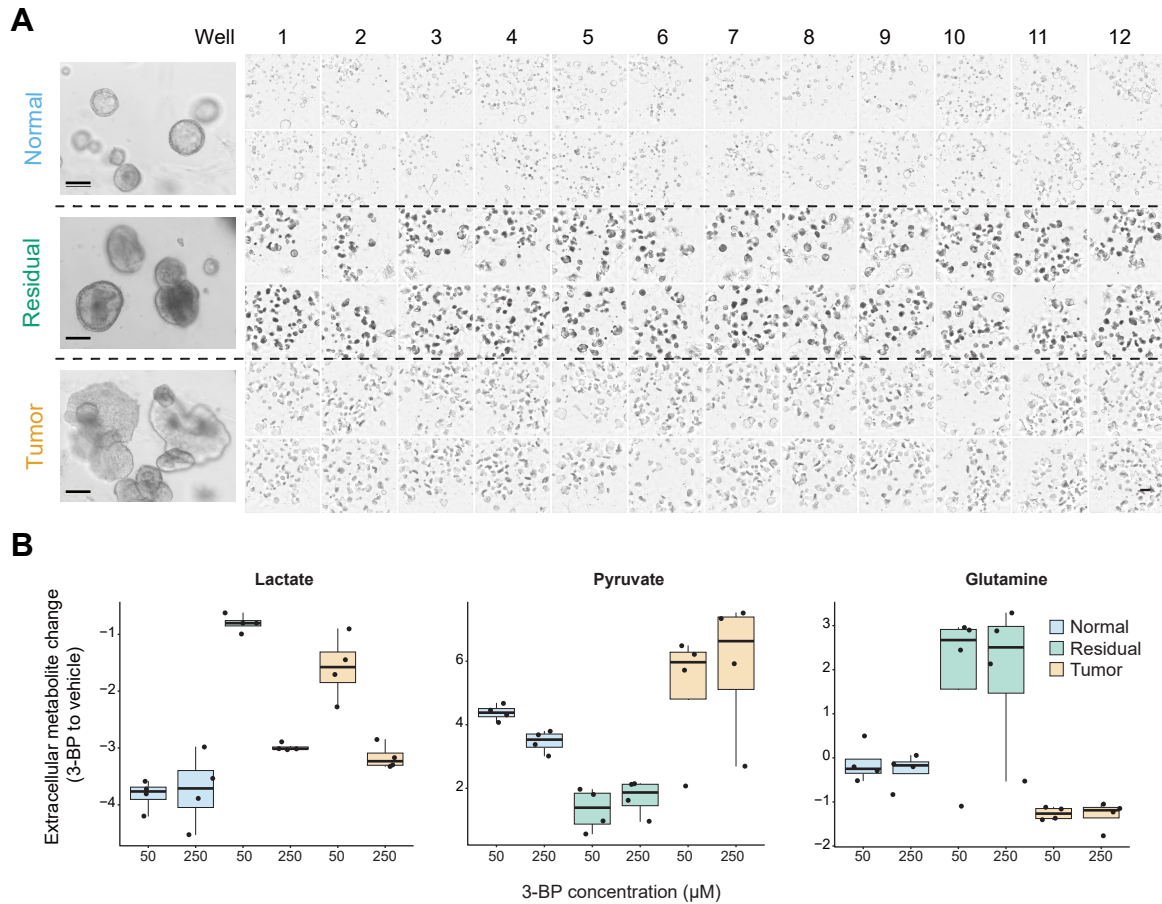 A
Well 1 2 3 4 5 6 7 8 9 10 11 12
Normal
Residual
Tumor
B
Lactate
Pyruvate
Glutamine
Extracellular metabolite change
(3-BP to vehicle)
−1
−2
−3
−4
50 250 50 250 50 250
6
4
2
50 250 50 250 50 250
3
2
1
0
−1
−2
50 250 50 250 50 250
Normal
Residual
Tumor
3-BP concentration (µM)